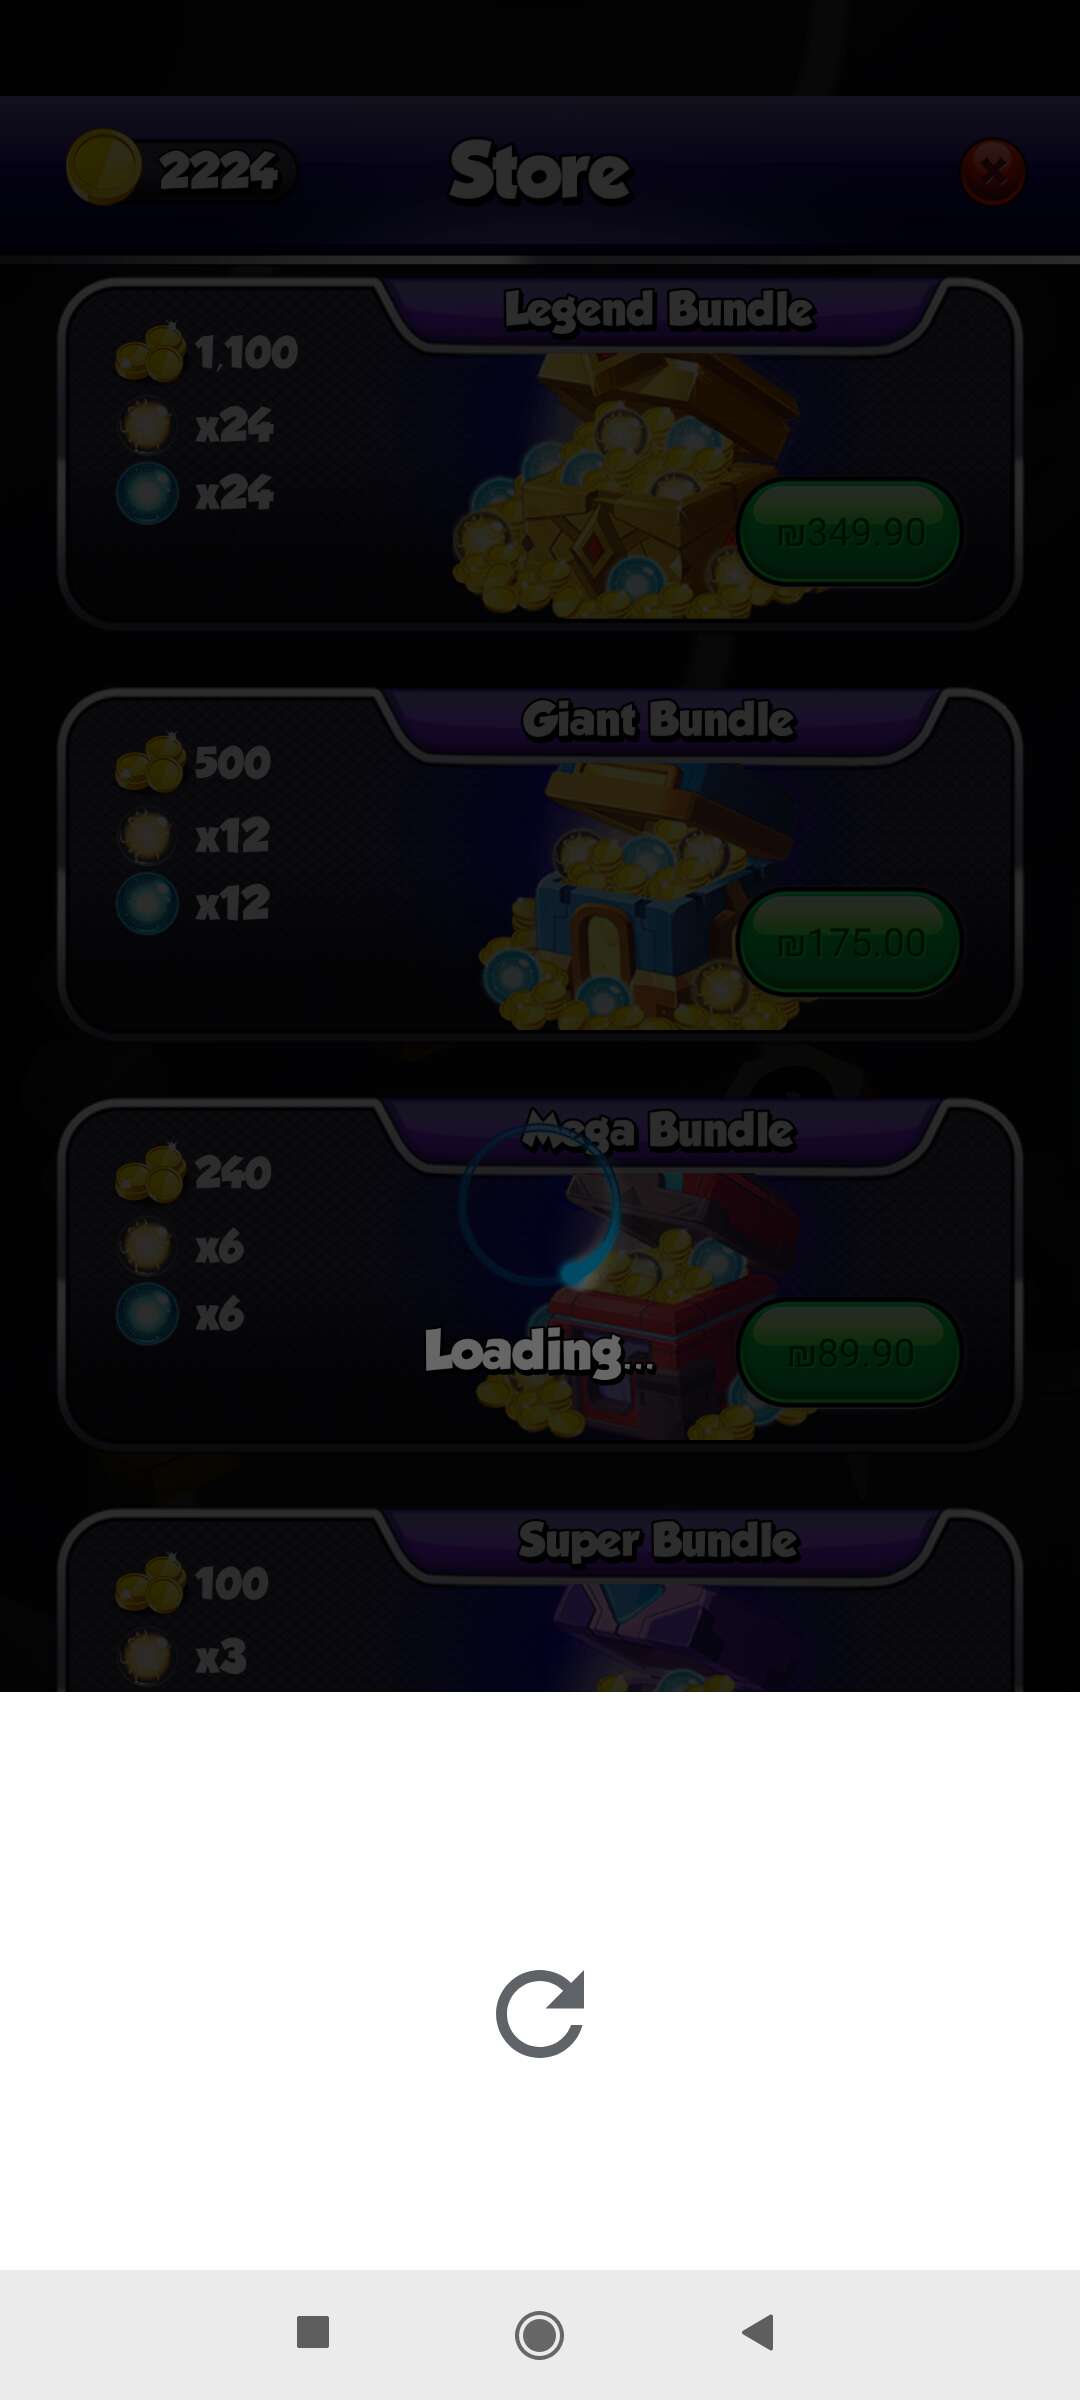 2224
Store
Legend Bundle
1,100
x24
x24
₪349.90
Giant Bundle
500
x12
x12
₪175.00
Mega Bundle
240
x6
x6
Loading...
₪89.90
Super Bundle
100
x3